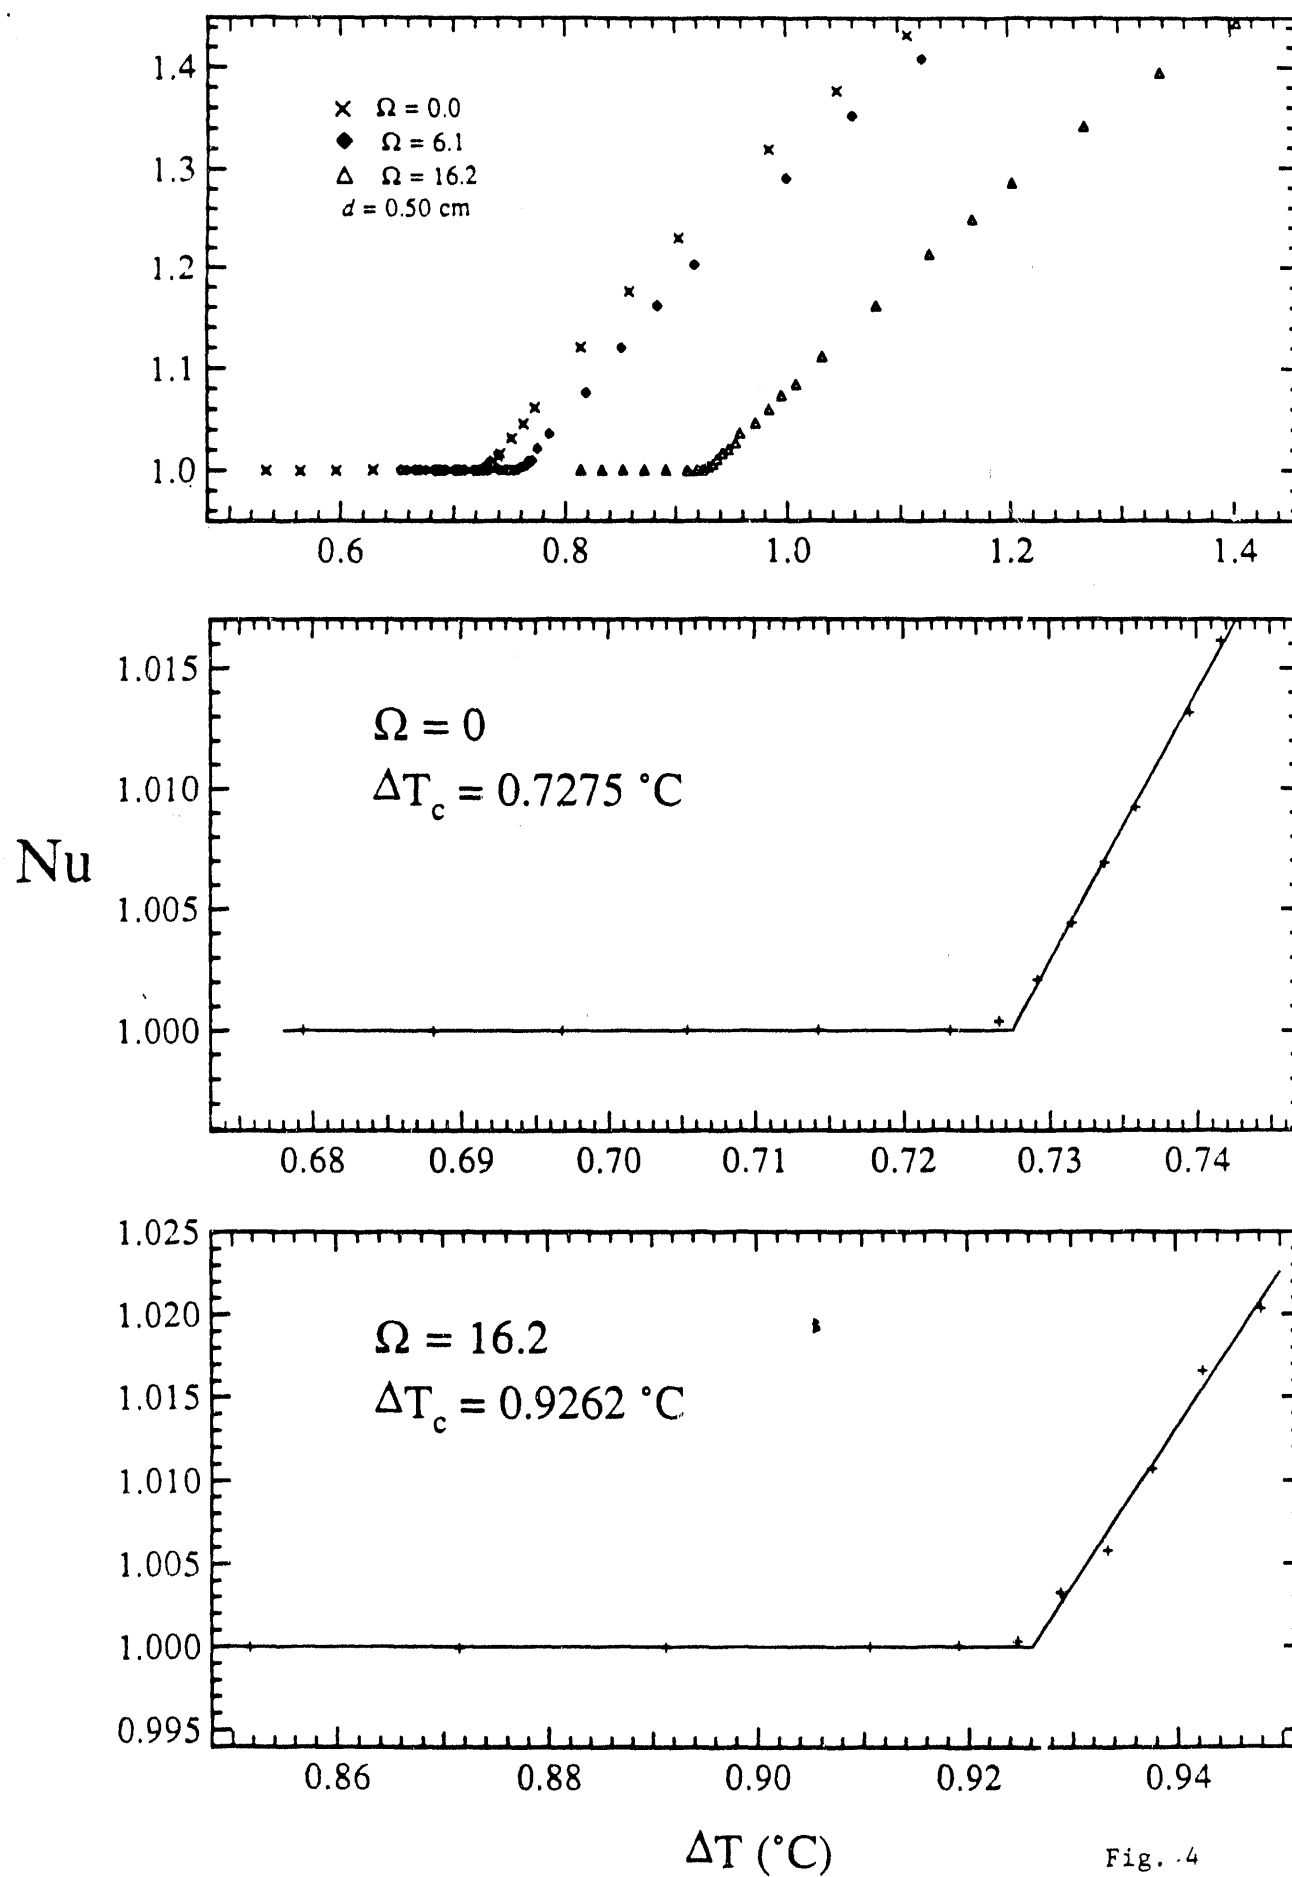 1.4
1.3
1.2
1.1
1.0
× Ω = 0.0
◆ Ω = 6.1
△ Ω = 16.2
d = 0.50 cm
0.6 0.8 1.0 1.2 1.4
1.015
1.010
1.005
1.000
Ω = 0
ΔTc = 0.7275 °C
Nu
0.68 0.69 0.70 0.71 0.72 0.73 0.74
1.025
1.020
1.015
1.010
1.005
1.000
0.995
Ω = 16.2
ΔTc = 0.9262 °C
0.86 0.88 0.90 0.92 0.94
ΔT (°C)
Fig. 4